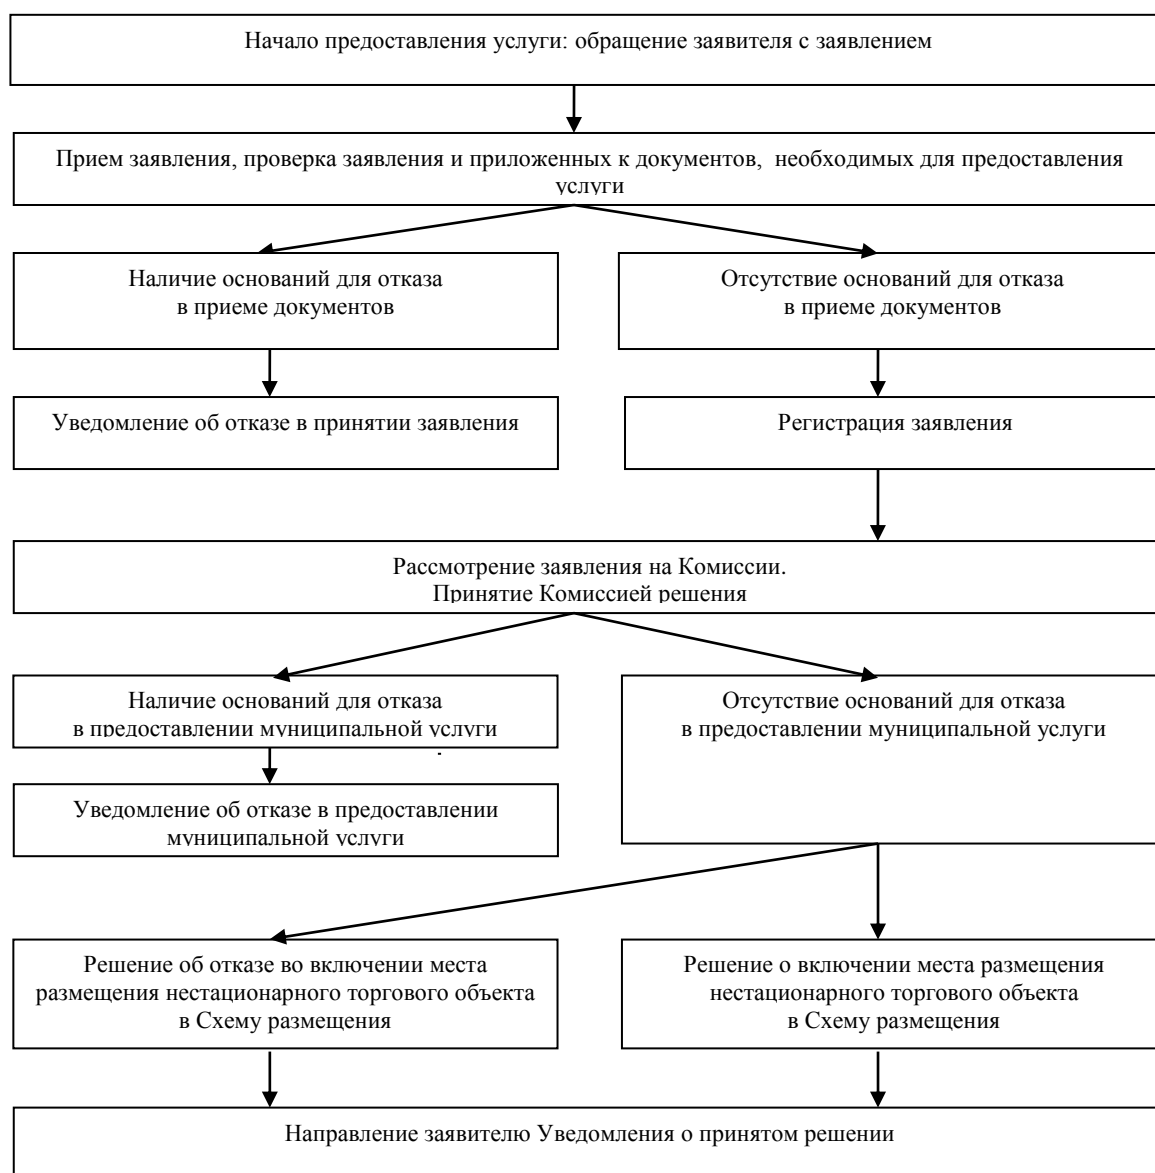 Начало предоставления услуги: обращение заявителя с заявлением
Прием заявления, проверка заявления и приложенных к документов, необходимых для предоставления
услуги
Наличие оснований для отказа
в приеме документов
Отсутствие оснований для отказа
в приеме документов
Уведомление об отказе в принятии заявления
Регистрация заявления
Рассмотрение заявления на Комиссии.
Принятие Комиссией решения
Наличие оснований для отказа
в предоставлении муниципальной услуги
Отсутствие оснований для отказа
в предоставлении муниципальной услуги
Уведомление об отказе в предоставлении
муниципальной услуги
Решение об отказе во включении места
размещения нестационарного торгового объекта
в Схему размещения
Решение о включении места размещения
нестационарного торгового объекта
в Схему размещения
Направление заявителю Уведомления о принятом решении